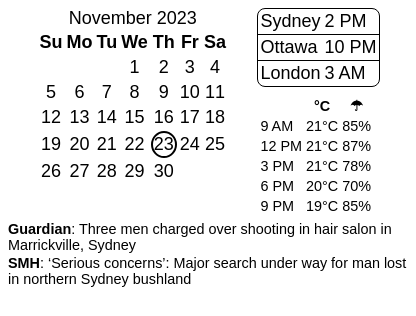 November 2023
Su Mo Tu We Th Fr Sa
1 2 3 4
5 6 7 8 9 10 11
12 13 14 15 16 17 18
19 20 21 22 23 24 25
26 27 28 29 30
Sydney 2 PM
Ottawa 10 PM
London 3 AM
°C ☂
9 AM 21°C 85%
12 PM 21°C 87%
3 PM 21°C 78%
6 PM 20°C 70%
9 PM 19°C 85%
Guardian: Three men charged over shooting in hair salon in
Marrickville, Sydney
SMH: ‘Serious concerns’: Major search under way for man lost
in northern Sydney bushland